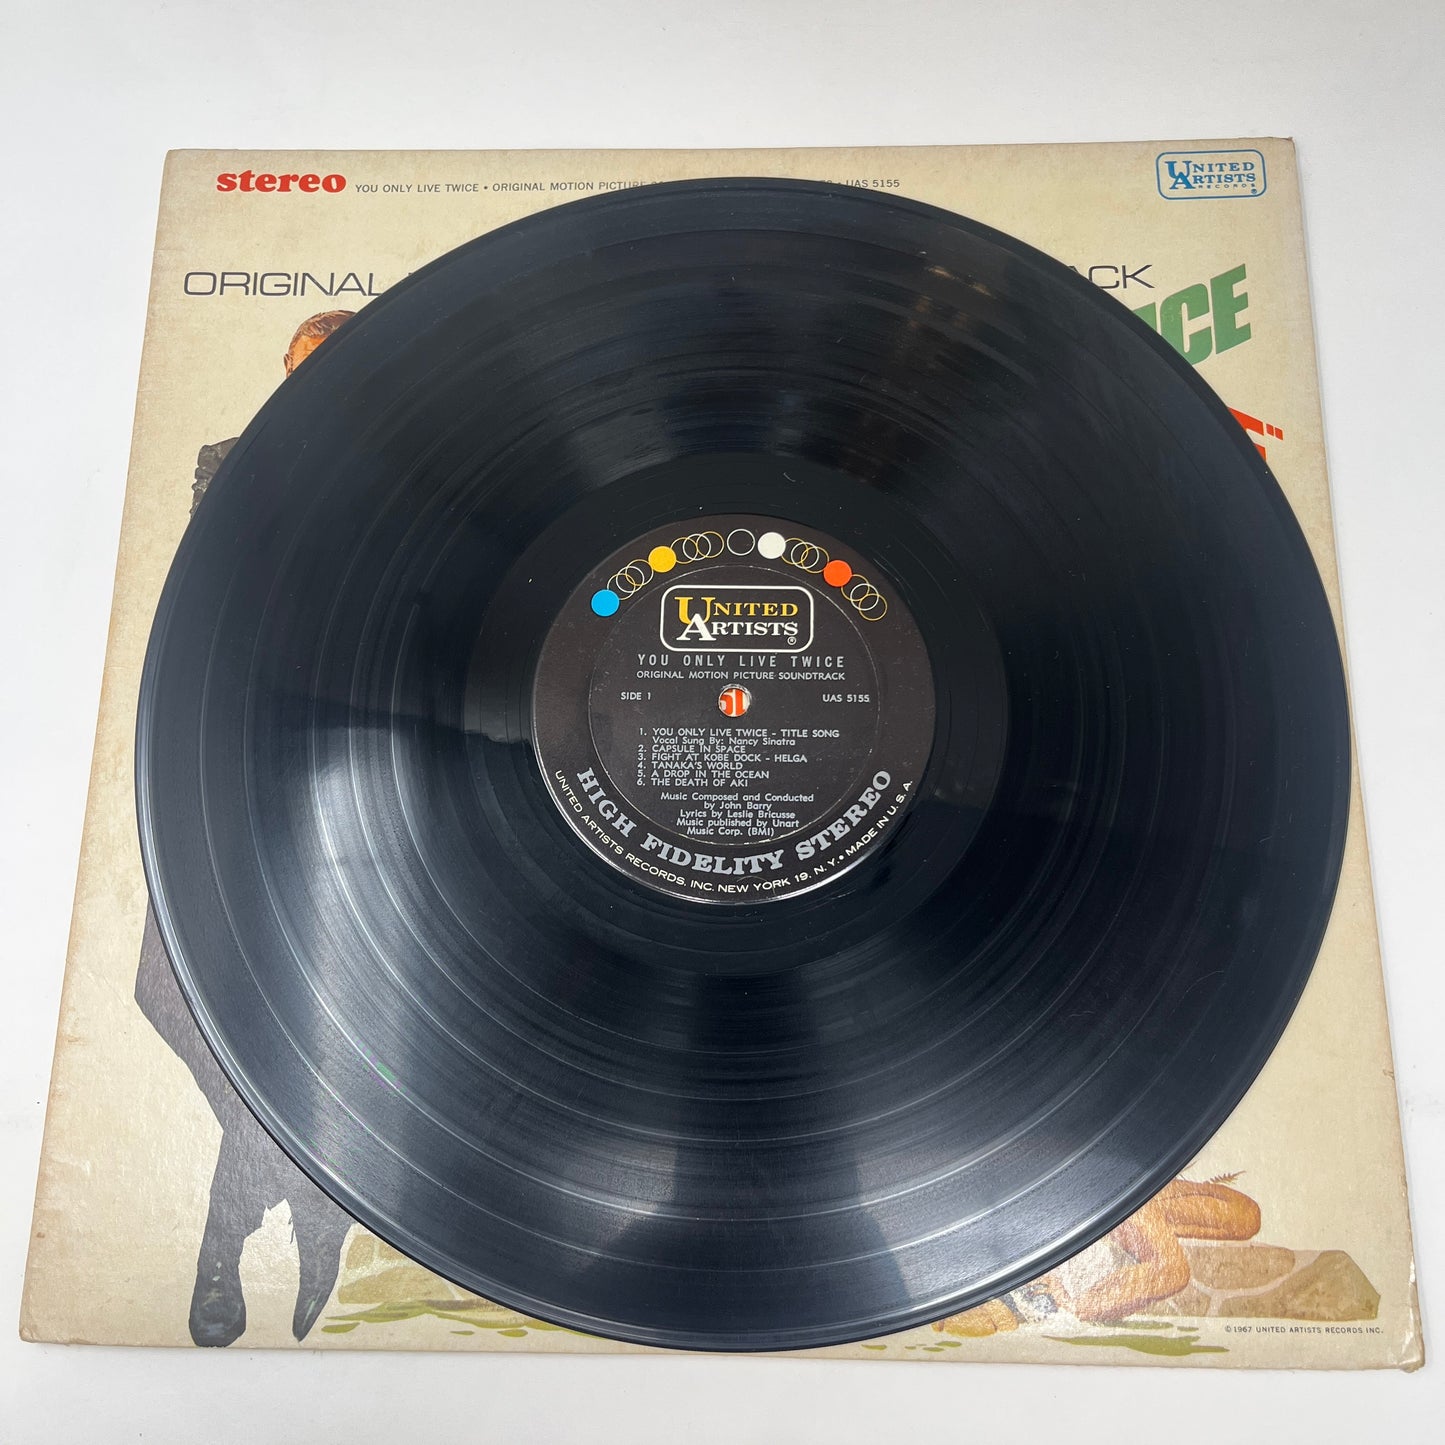 stereo YOU ONLY LIVE TWICE • ORIGINAL MOTION PICTURE • UAS 5155
UNITED ARTISTS RECORDS ®
ORIGINAL
UNITED
ARTISTS ®
YOU ONLY LIVE TWICE
ORIGINAL MOTION PICTURE SOUNDTRACK
SIDE 1 UAS 5155
1. YOU ONLY LIVE TWICE - TITLE SONG
Vocal Sung By: Nancy Sinatra
2. CAPSULE IN SPACE
3. FIGHT AT KOBE DOCK - HELGA
4. TANAKA'S WORLD
5. A DROP IN THE OCEAN
6. THE DEATH OF AKI
Music Composed and Conducted
by John Barry
Lyrics by Leslie Bricusse
Music published by Unart
Music Corp. (BMI)
HIGH FIDELITY STEREO
UNITED ARTISTS RECORDS, INC. NEW YORK 19, N.Y. • MADE IN U.S.A.
© 1967 UNITED ARTISTS RECORDS INC.